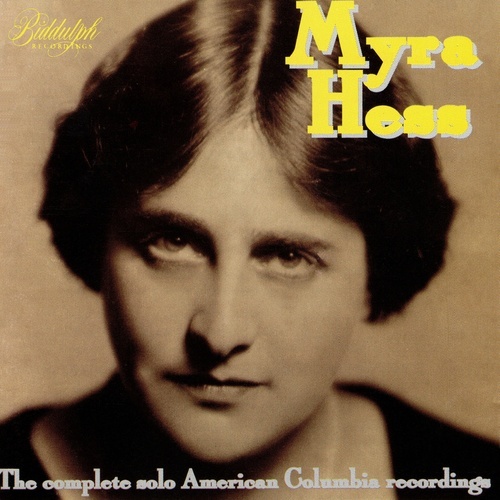 Biddulph
RECORDINGS
Myra
Hess
The complete solo American Columbia recordings